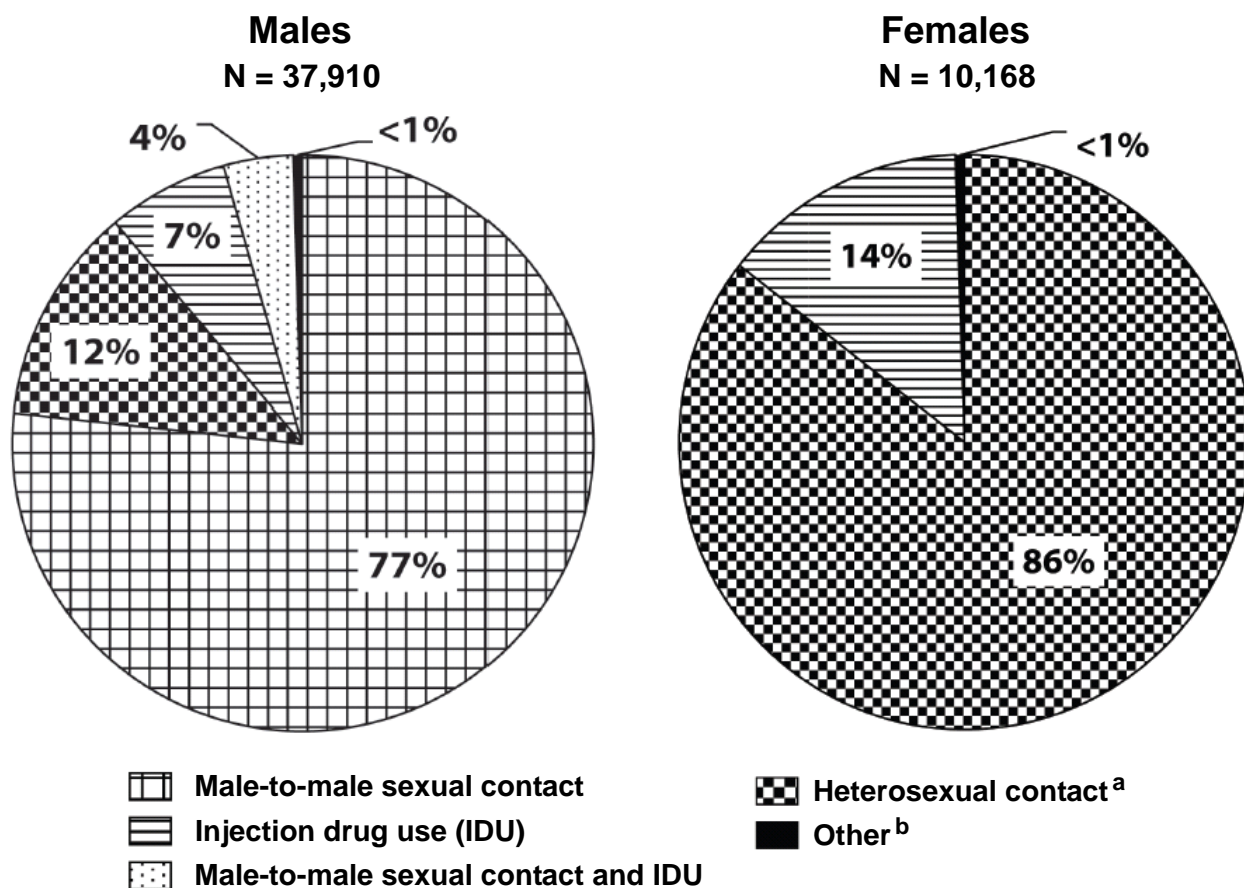 Males
N = 37,910
Females
N = 10,168
4%
<1%
7%
12%
77%
<1%
14%
86%
Male-to-male sexual contact
Injection drug use (IDU)
Male-to-male sexual contact and IDU
Heterosexual contact a
Other b